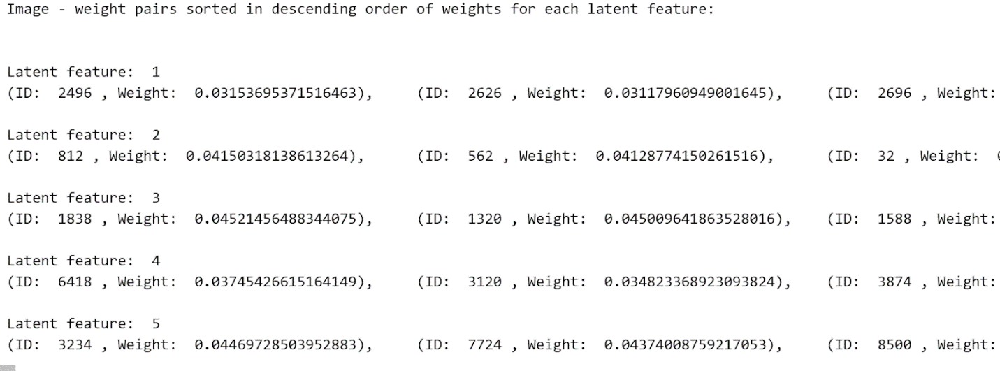 Image - weight pairs sorted in descending order of weights for each latent feature:
Latent feature:  1
(ID:  2496 , Weight:  0.03153695371516463),     (ID:  2626 , Weight:  0.03117960949001645),     (ID:  2696 , Weight:
Latent feature:  2
(ID:  812 , Weight:  0.04150318138613264),      (ID:  562 , Weight:  0.04128774150261516),      (ID:  32 , Weight:
Latent feature:  3
(ID:  1838 , Weight:  0.04521456488344075),     (ID:  1320 , Weight:  0.045009641863528016),    (ID:  1588 , Weight:
Latent feature:  4
(ID:  6418 , Weight:  0.03745426615164149),     (ID:  3120 , Weight:  0.034823368923093824),    (ID:  3874 , Weight:
Latent feature:  5
(ID:  3234 , Weight:  0.04469728503952883),     (ID:  7724 , Weight:  0.04374008759217053),     (ID:  8500 , Weight: